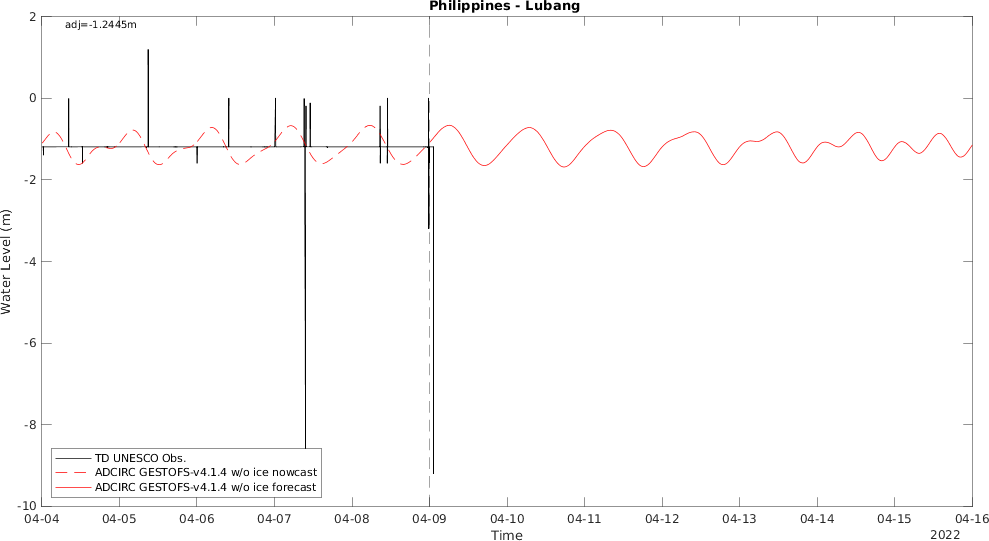 Philippines - Lubang
adj=-1.2445m
2
0
-2
-4
-6
-8
-10
Water Level (m)
TD UNESCO Obs.
ADCIRC GESTOFS-v4.1.4 w/o ice nowcast
ADCIRC GESTOFS-v4.1.4 w/o ice forecast
04-04 04-05 04-06 04-07 04-08 04-09 04-10 04-11 04-12 04-13 04-14 04-15 04-16
Time
2022